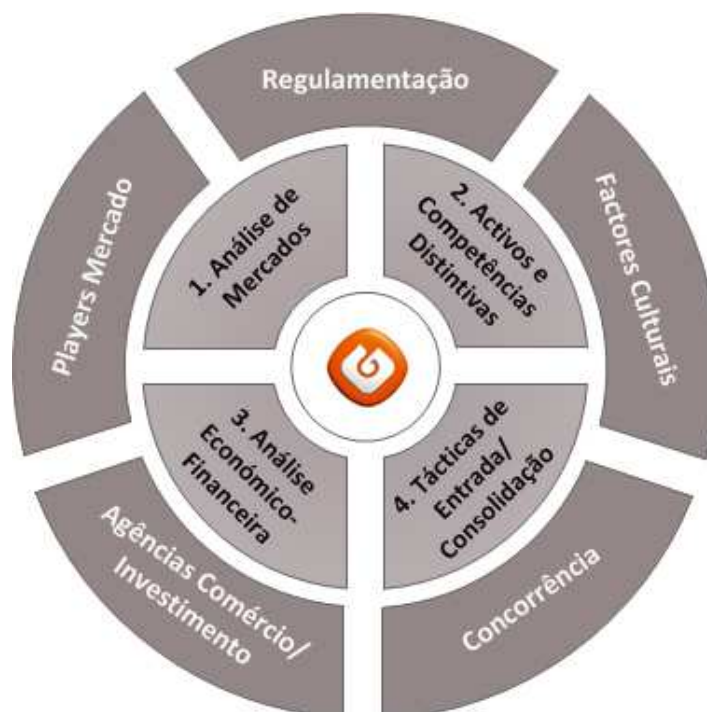 Regulamentação
Players Mercado
Factores Culturais
1. Análise de
Mercados
2. Activos e
Competências
Distintivas
3. Análise
Económico-
Financeira
4. Tácticas de
Entrada/
Consolidação
Agências Comércio/
Investimento
Concorrência